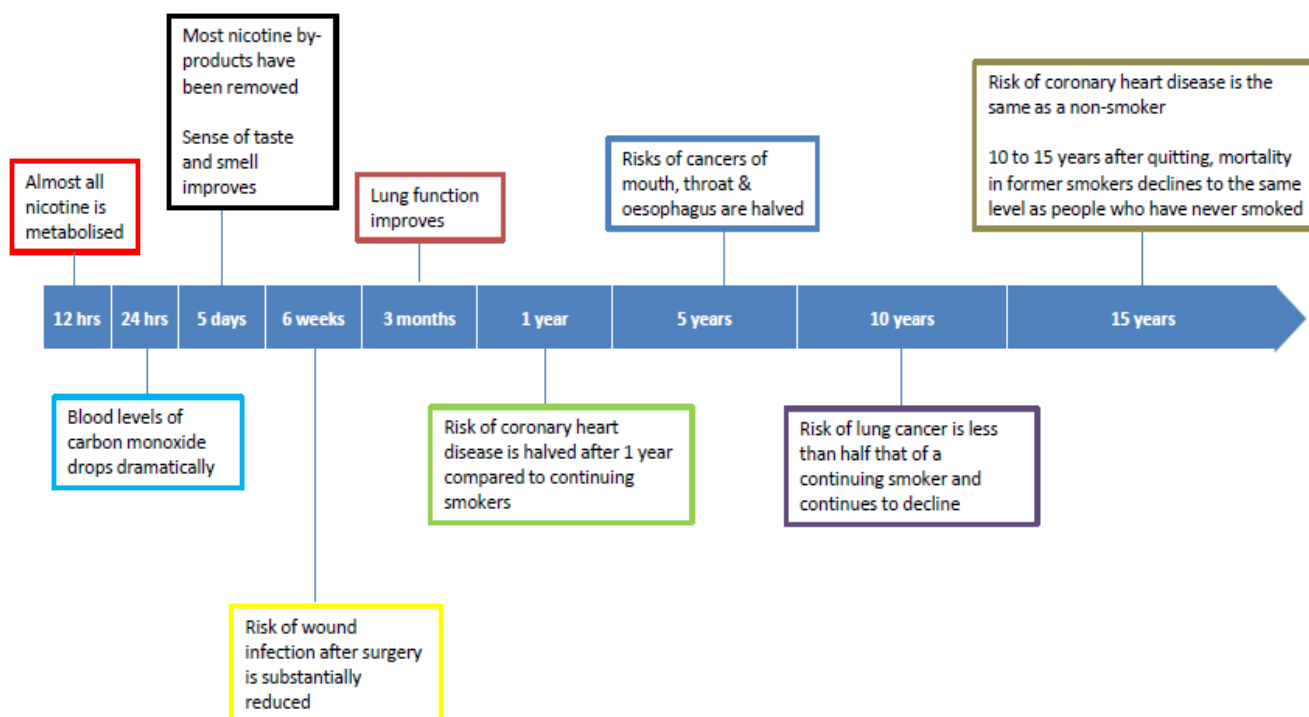 Most nicotine by-
products have
been removed
Sense of taste
and smell
improves
Risk of coronary heart disease is the
same as a non-smoker
10 to 15 years after quitting, mortality
in former smokers declines to the same
level as people who have never smoked
Almost all
nicotine is
metabolised
Lung function
improves
Risks of cancers of
mouth, throat &
oesophagus are halved
12 hrs
24 hrs
5 days
6 weeks
3 months
1 year
5 years
10 years
15 years
Blood levels of
carbon monoxide
drops dramatically
Risk of coronary heart
disease is halved after 1 year
compared to continuing
smokers
Risk of lung cancer is less
than half that of a
continuing smoker and
continues to decline
Risk of wound
infection after surgery
is substantially
reduced